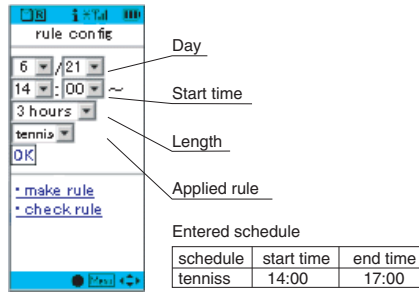 rule config
6 / 21
14 : 00 ~
3 hours
tennis
OK
・make rule
・check rule
Menu
Day
Start time
Length
Applied rule
Entered schedule
schedule start time end time
tenniss 14:00 17:00